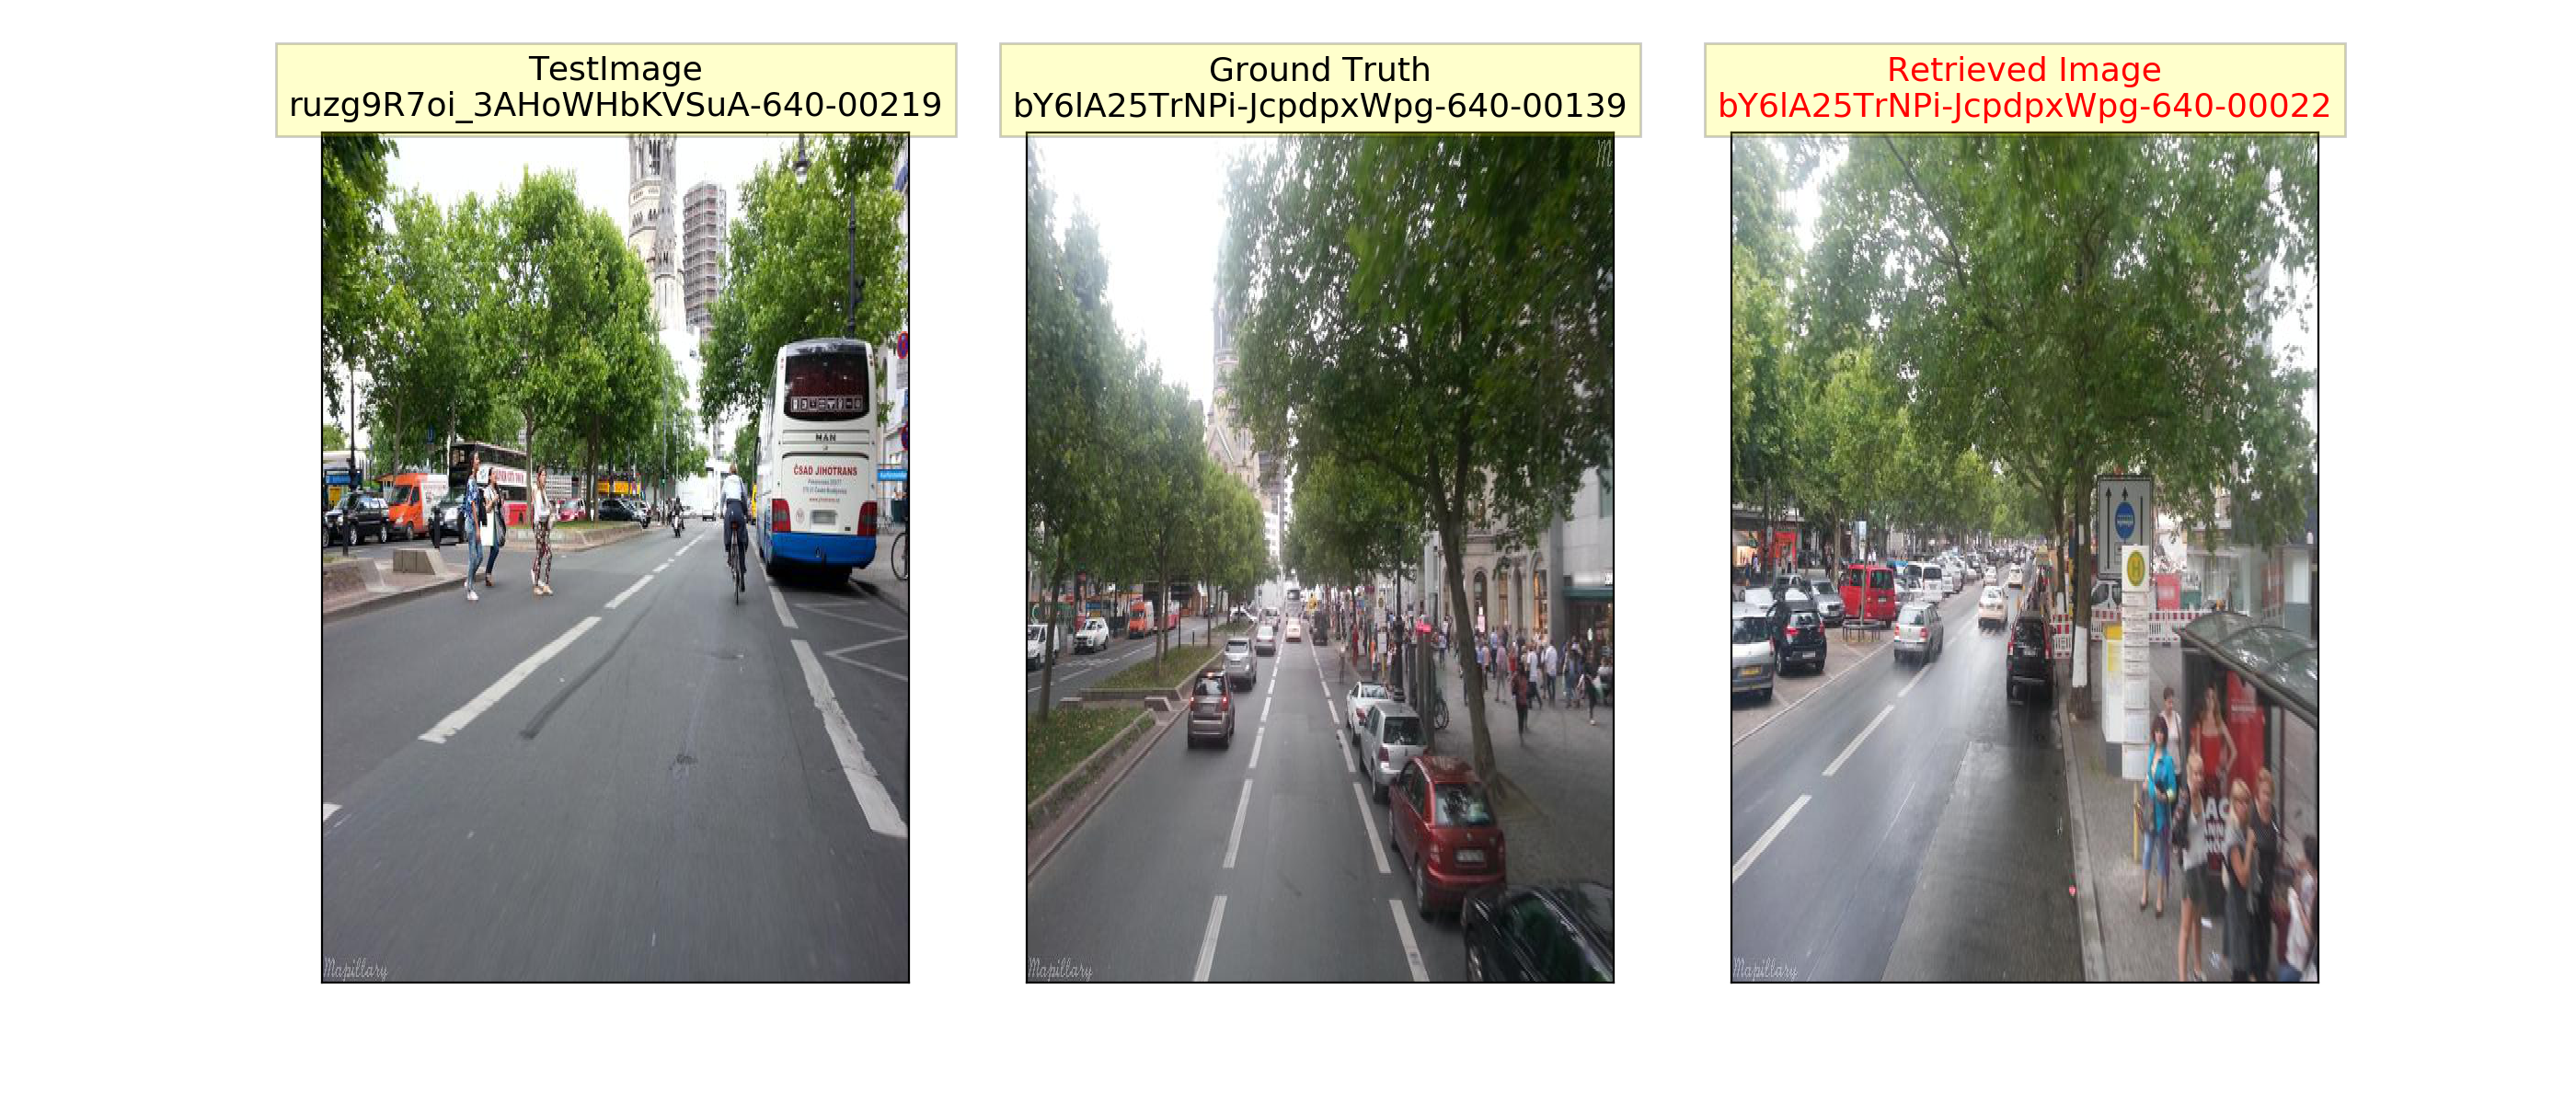 TestImage
ruzg9R7oi_3AHoWHbKVSuA-640-00219
Ground Truth
bY6lA25TrNPi-JcpdpxWpg-640-00139
Retrieved Image
bY6lA25TrNPi-JcpdpxWpg-640-00022
MAN
ČSAD JIHOTRANS
M
H
Mapillary
Mapillary
Mapillary